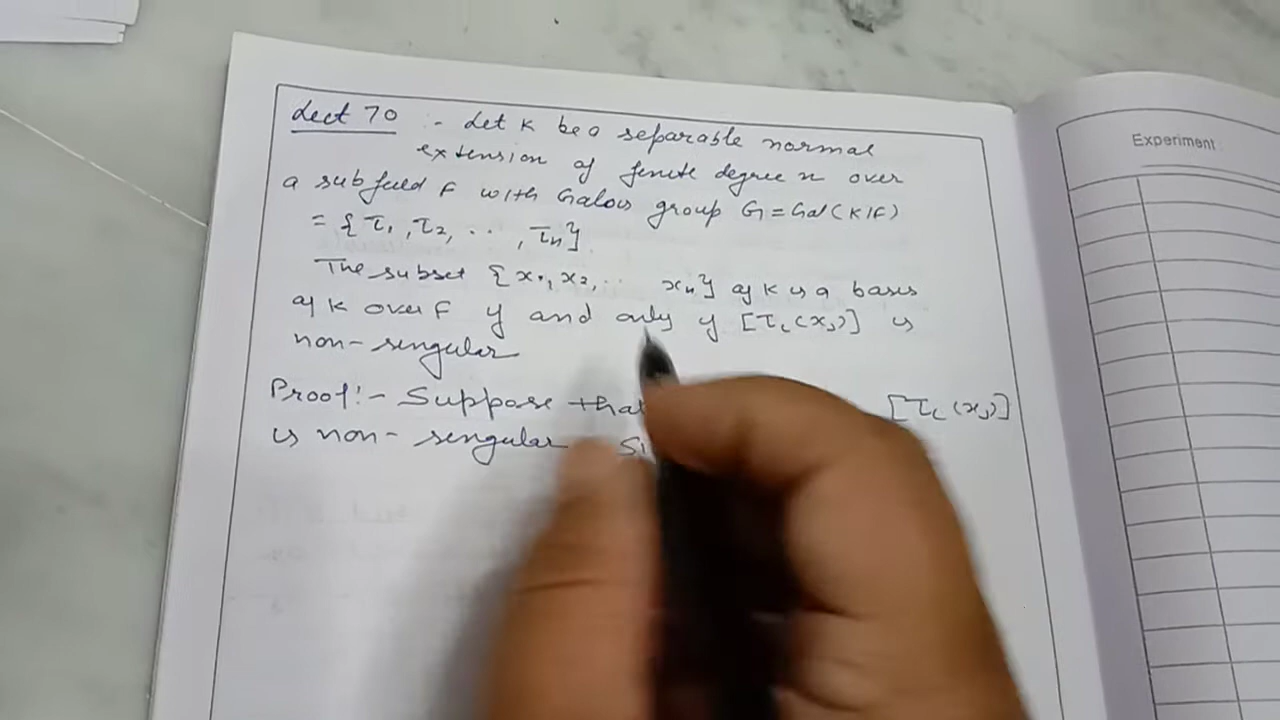 Lect 70 :- Let K be a separable normal
extension of finite degree n over
a subfield F with Galois group G = Gal(K/F)
= {τ₁, τ₂, ..., τₙ}
The subset {x₁, x₂, ... xₙ} of K is a bases
of K over F if and only if [τᵢ(xⱼ)] is
non-singular
Proof:- Suppose that [τᵢ(xⱼ)]
is non-singular
Experiment